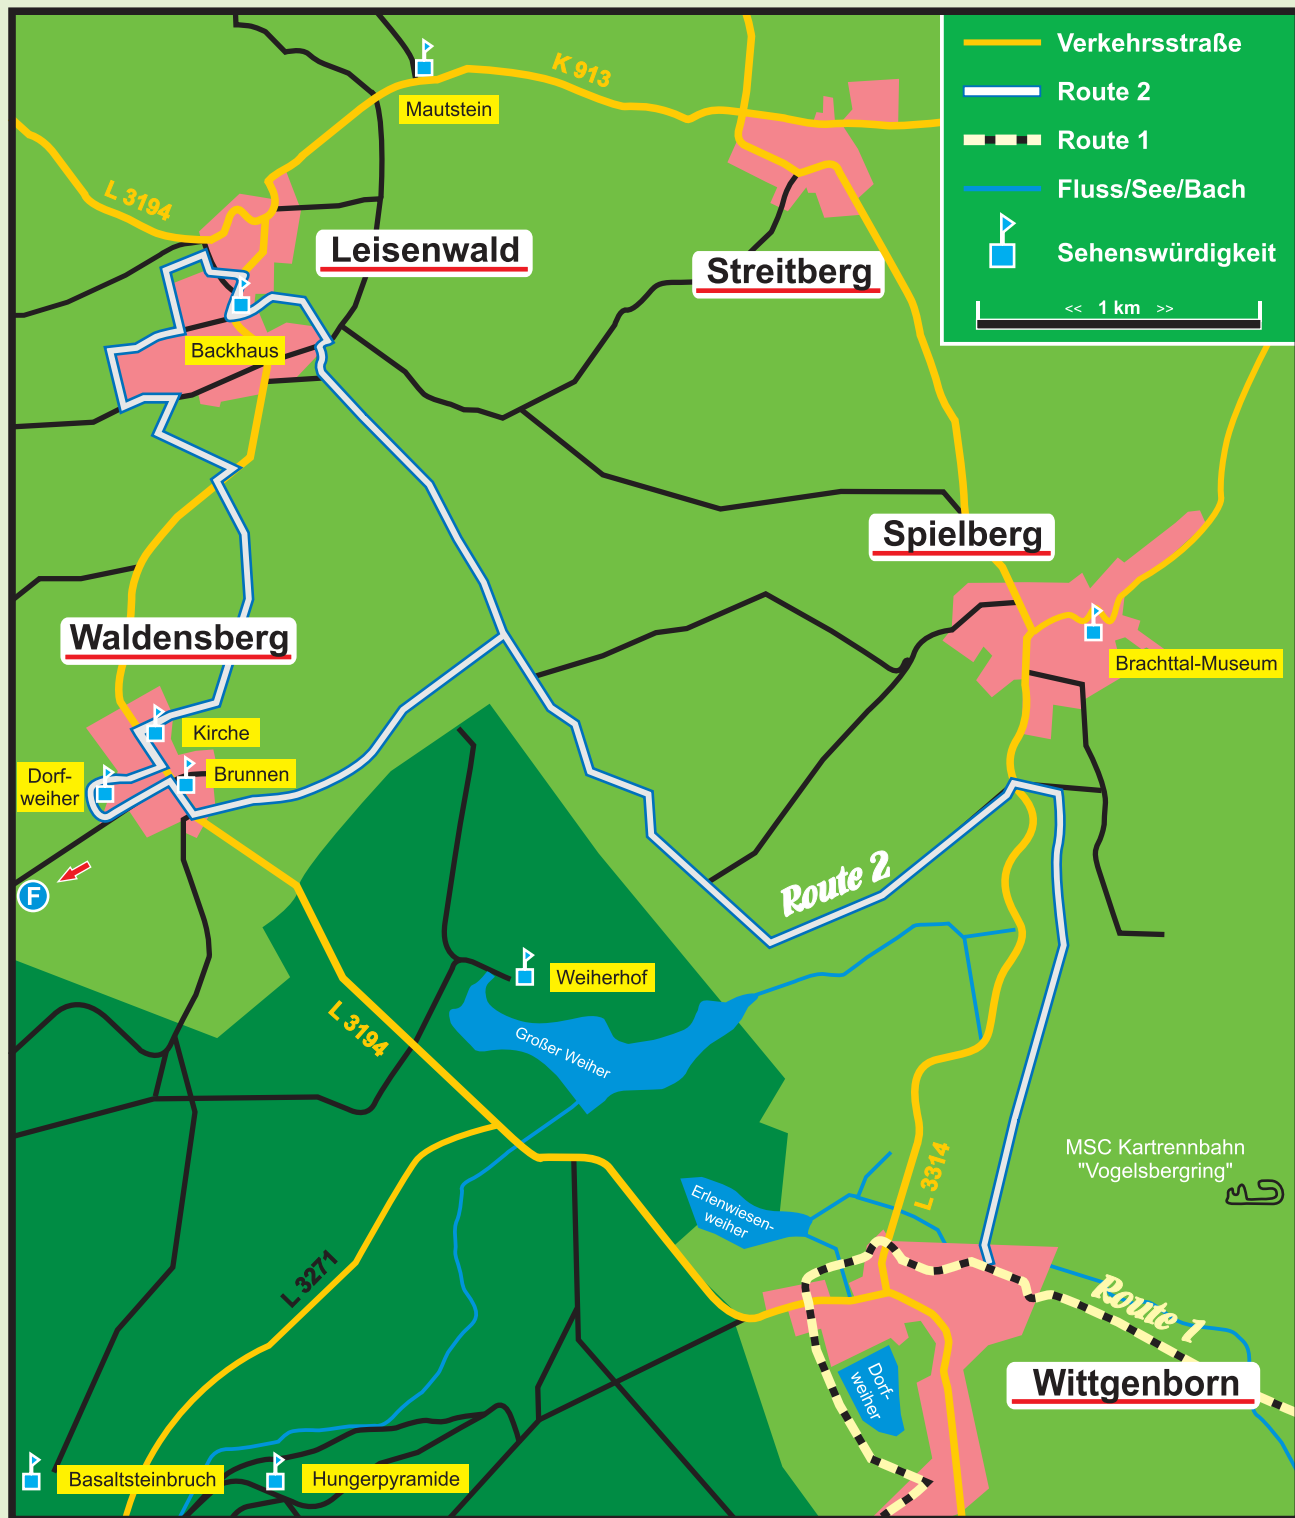 Verkehrsstraße
Route 2
Route 1
Fluss/See/Bach
Sehenswürdigkeit
<< 1 km >>
K 913
Mautstein
L 3194
Leisenwald
Streitberg
Backhaus
Spielberg
Waldensberg
Brachttal-Museum
Kirche
Brunnen
Dorf-
weiher
F
Route 2
Weiherhof
L 3194
Großer Weiher
MSC Kartrennbahn
"Vogelsbergring"
L 3314
Erlenwiesen-
weiher
L 3271
Route 1
Wittgenborn
Dorf-
weiher
Basaltsteinbruch
Hungerpyramide